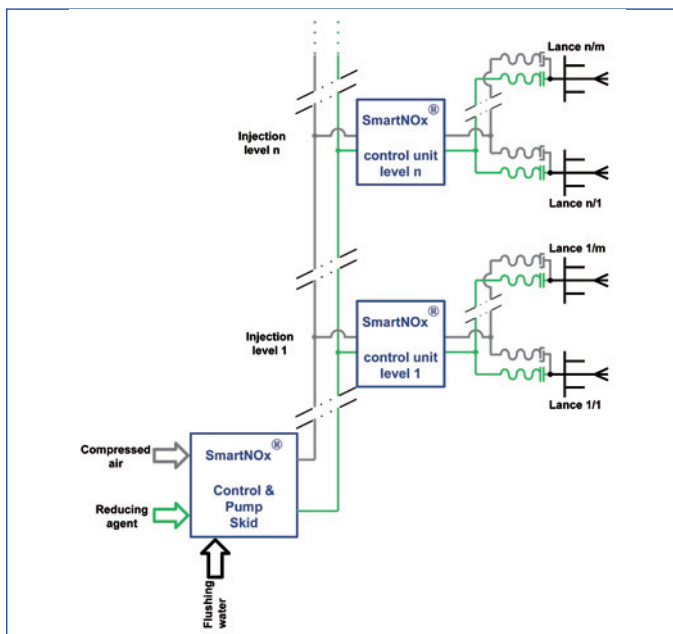 Lance n/m
SmartNOx ®
Injection
level n
control unit
level n
Lance n/1
Lance 1/m
SmartNOx ®
Injection
level 1
control unit
level 1
Lance 1/1
Compressed
air
SmartNOx ®
Control &
Pump
Skid
Reducing
agent
Flushing
water